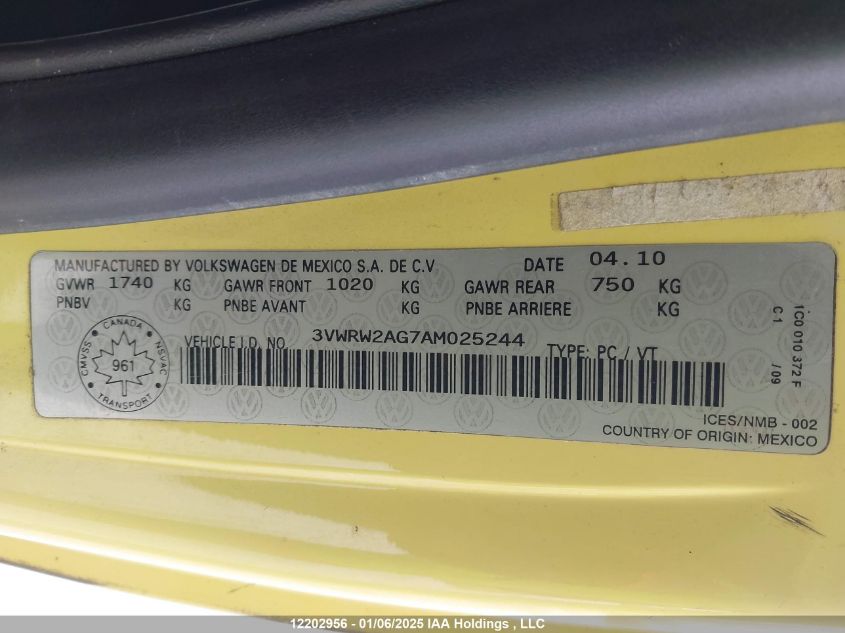 MANUFACTURED BY VOLKSWAGEN DE MEXICO S.A. DE C.V DATE 04.10
GVWR 1740 KG GAWR FRONT 1020 KG GAWR REAR 750 KG
PNBV KG PNBE AVANT KG PNBE ARRIERE KG
VEHICLE I.D. NO. 3VWRW2AG7AM025244 TYPE: PC / VT
CANADA
CMVSS 961 NSVAC
TRANSPORT
ICES/NMB - 002
COUNTRY OF ORIGIN: MEXICO
1C0 010 372 F
C 1 /09
12202956 - 01/06/2025 IAA Holdings , LLC